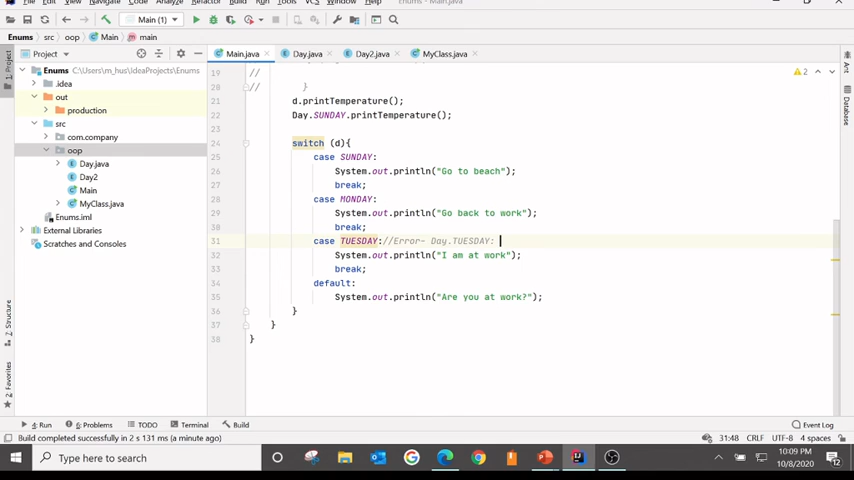 View Navigate Code Analyze Refactor Build Run Tools VCS Window Help Enums - Main.java
Enums src oop Main main
Main (1)
Project
Main.java Day.java Day2.java MyClass.java
Enums C:\Users\m_hus\IdeaProjects\Enums
.idea
out
production
src
com.company
oop
Day.java
Day2
Main
MyClass.java
Enums.iml
External Libraries
Scratches and Consoles
1: Project
7: Structure
2: Favorites
Ant
Database
2
19 //
20 // }
21 d.printTemperature();
22 Day.SUNDAY.printTemperature();
23
24 switch (d){
25 case SUNDAY:
26 System.out.println("Go to beach");
27 break;
28 case MONDAY:
29 System.out.println("Go back to work");
30 break;
31 case TUESDAY://Error- Day.TUESDAY:
32 System.out.println("I am at work");
33 break;
34 default:
35 System.out.println("Are you at work?");
36 }
37 }
38 }
4: Run 6: Problems TODO Terminal Build Event Log
Build completed successfully in 2 s 131 ms (a minute ago) 31:48 CRLF UTF-8 4 spaces
Type here to search
10:09 PM
10/8/2020
12